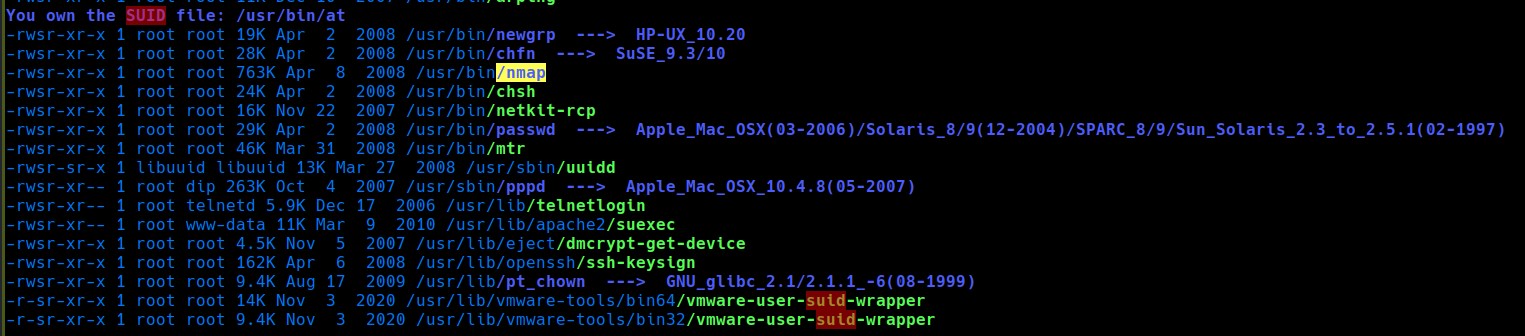 You own the SUID file: /usr/bin/at
-rwsr-xr-x 1 root root 19K Apr  2  2008 /usr/bin/newgrp  --->  HP-UX_10.20
-rwsr-xr-x 1 root root 28K Apr  2  2008 /usr/bin/chfn  --->  SuSE_9.3/10
-rwsr-xr-x 1 root root 763K Apr  8  2008 /usr/bin/nmap
-rwsr-xr-x 1 root root 24K Apr  2  2008 /usr/bin/chsh
-rwsr-xr-x 1 root root 16K Nov 22  2007 /usr/bin/netkit-rcp
-rwsr-xr-x 1 root root 29K Apr  2  2008 /usr/bin/passwd  --->  Apple_Mac_OSX(03-2006)/Solaris_8/9(12-2004)/SPARC_8/9/Sun_Solaris_2.3_to_2.5.1(02-1997)
-rwsr-xr-x 1 root root 46K Mar 31  2008 /usr/bin/mtr
-rwsr-sr-x 1 libuuid libuuid 13K Mar 27  2008 /usr/sbin/uuidd
-rwsr-xr-- 1 root dip 263K Oct  4  2007 /usr/sbin/pppd  --->  Apple_Mac_OSX_10.4.8(05-2007)
-rwsr-xr-- 1 root telnetd 5.9K Dec 17  2006 /usr/lib/telnetlogin
-rwsr-xr-- 1 root www-data 11K Mar  9  2010 /usr/lib/apache2/suexec
-rwsr-xr-x 1 root root 4.5K Nov  5  2007 /usr/lib/eject/dmcrypt-get-device
-rwsr-xr-x 1 root root 162K Apr  6  2008 /usr/lib/openssh/ssh-keysign
-rwsr-xr-x 1 root root 9.4K Aug 17  2009 /usr/lib/pt_chown  --->  GNU_glibc_2.1/2.1.1_-6(08-1999)
-r-sr-xr-x 1 root root 14K Nov  3  2020 /usr/lib/vmware-tools/bin64/vmware-user-suid-wrapper
-r-sr-xr-x 1 root root 9.4K Nov  3  2020 /usr/lib/vmware-tools/bin32/vmware-user-suid-wrapper